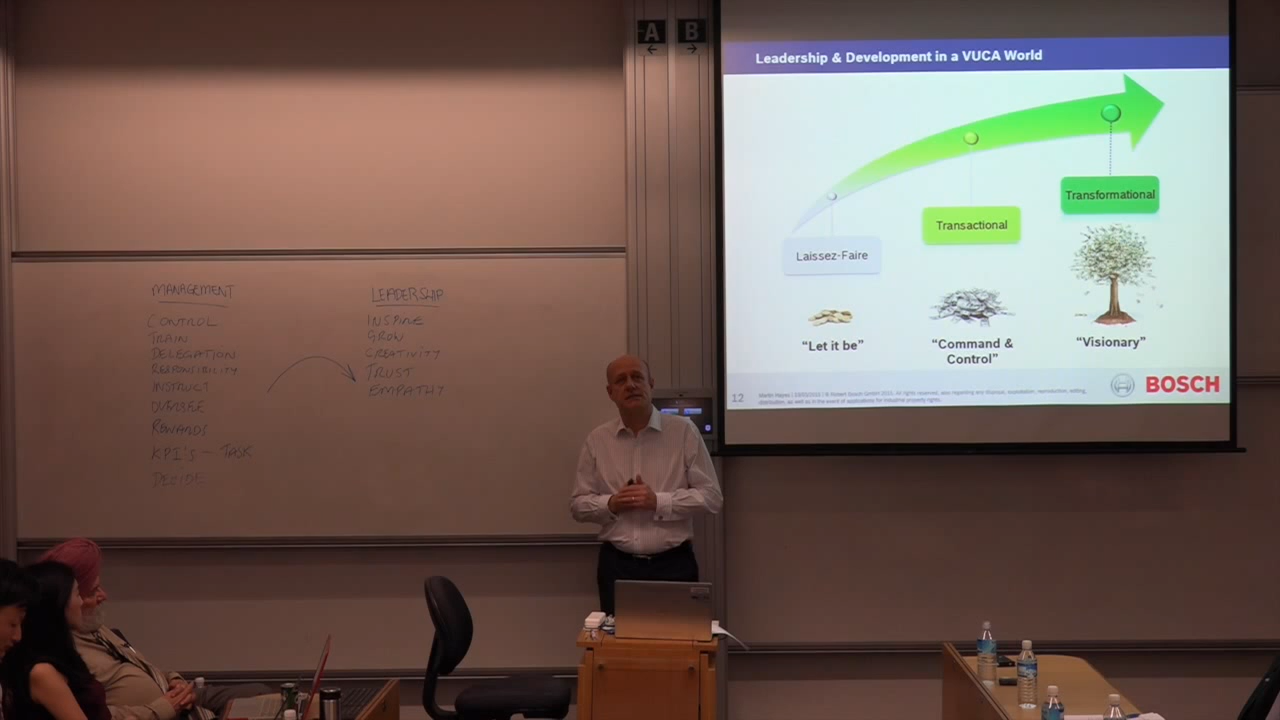 A B
Leadership & Development in a VUCA World
Laissez-Faire
Transactional
Transformational
"Let it be"
"Command &
Control"
"Visionary"
12
BOSCH
MANAGEMENT
CONTROL
TRAIN
DELEGATION
RESPONSIBILITY
INSTRUCT
OVERSEE
REWARDS
KPI'S - TASK
DECIDE
LEADERSHIP
INSPIRE
GROW
CREATIVITY
TRUST
EMPATHY